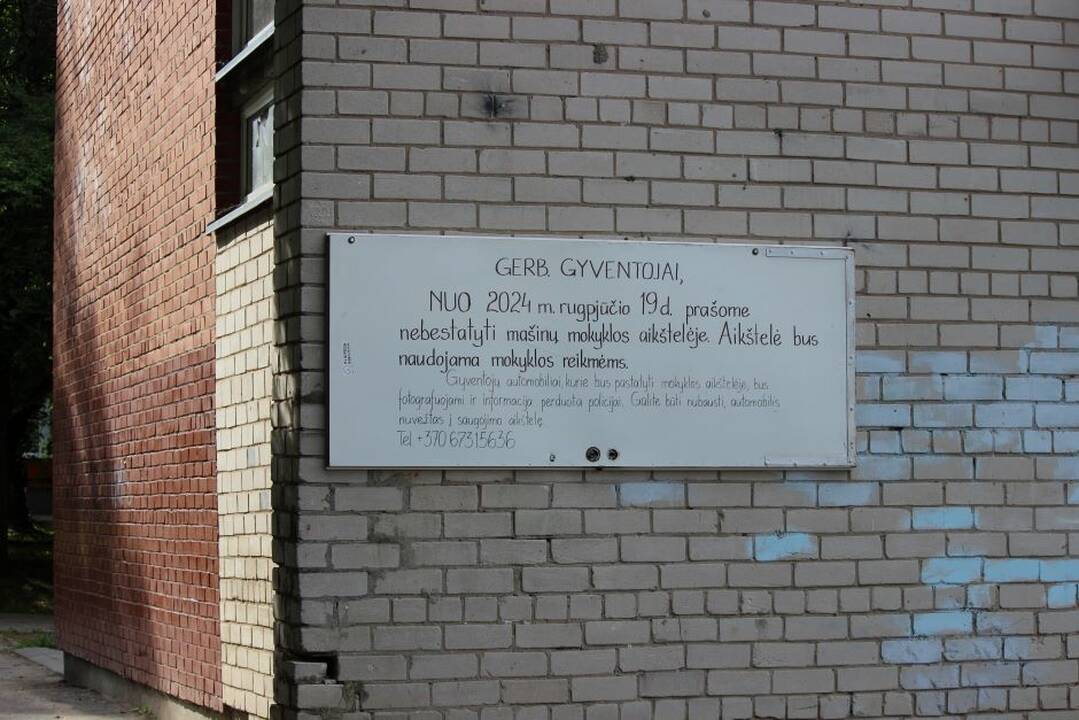 GERB. GYVENTOJAI,
NUO 2024 m. rugpjūčio 19 d. prašome
nebestatyti mašinų mokyklos aikštelėje. Aikštelė bus
naudojama mokyklos reikmėms.
Gyventojų automobiliai, kurie bus pastatyti mokyklos aikštelėje, bus
fotografuojami ir informacija perduota policijai. Galite būti nubausti, automobilis
nuvežtas į saugojimo aikštelę.
Tel +370 67315636